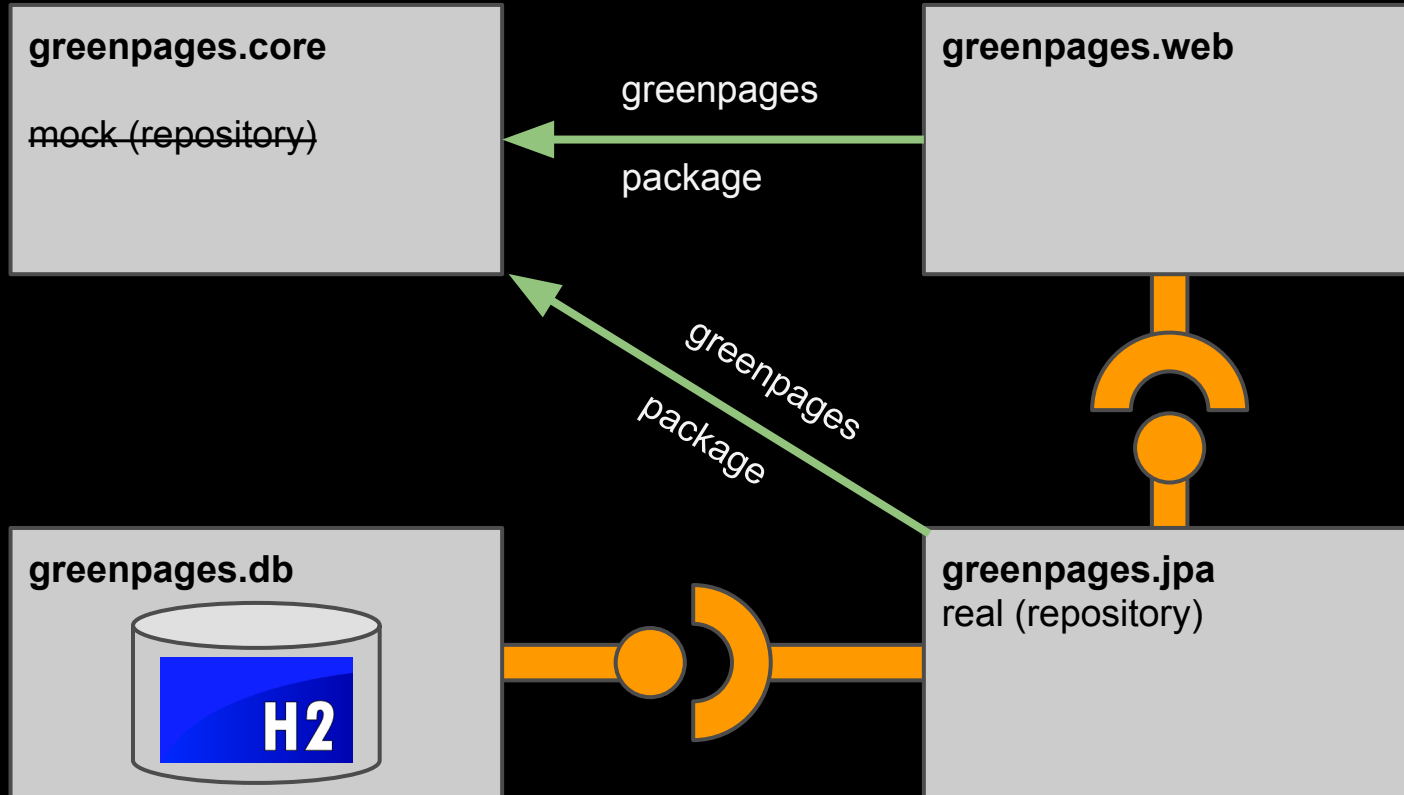 greenpages.core
mock (repository)
greenpages
package
greenpages.web
greenpages
package
greenpages.db
H2
greenpages.jpa
real (repository)